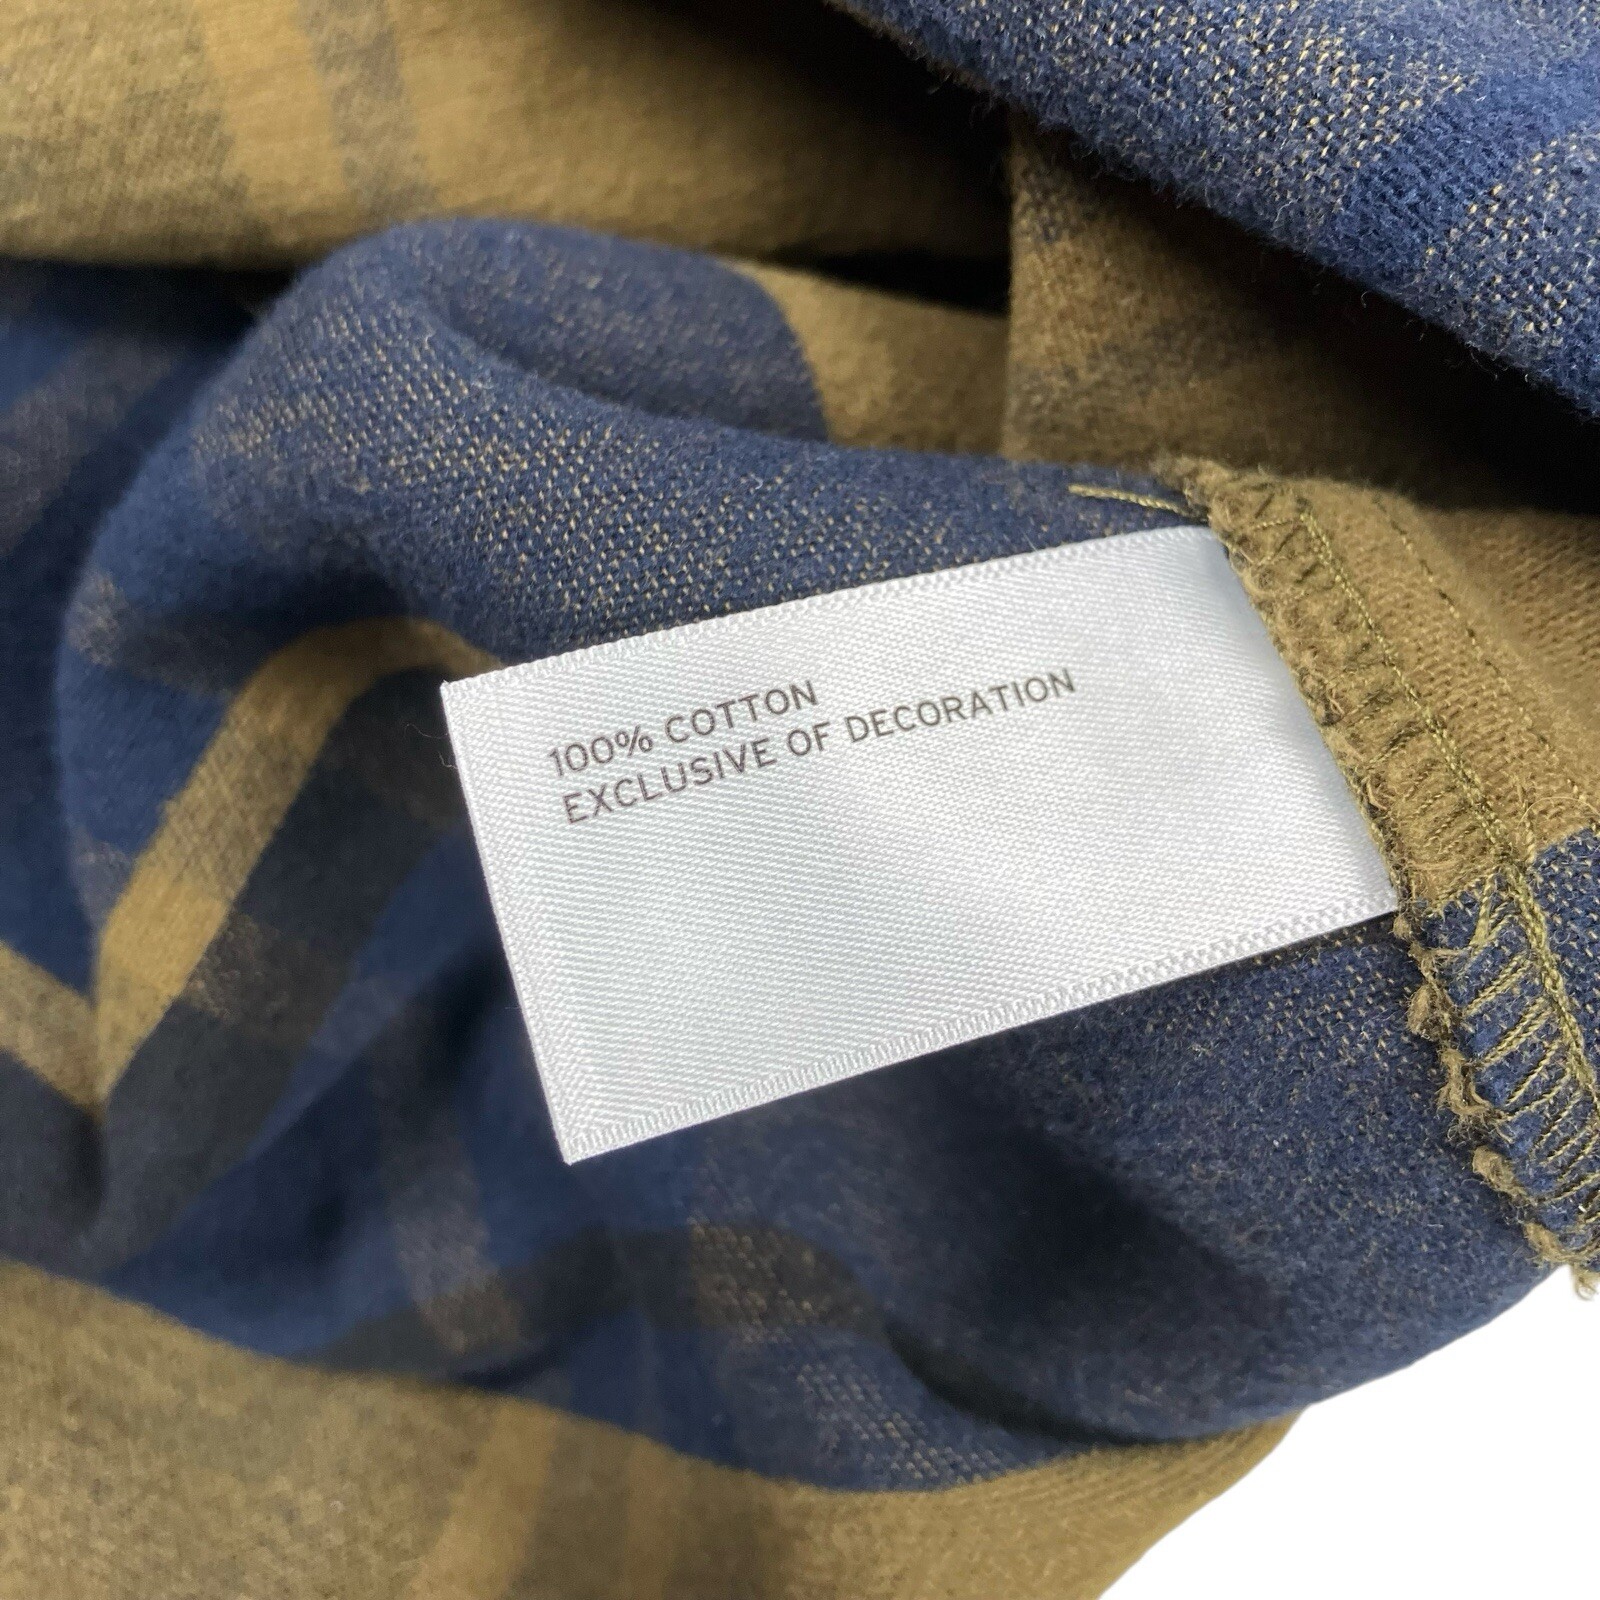 100% COTTON
EXCLUSIVE OF DECORATION